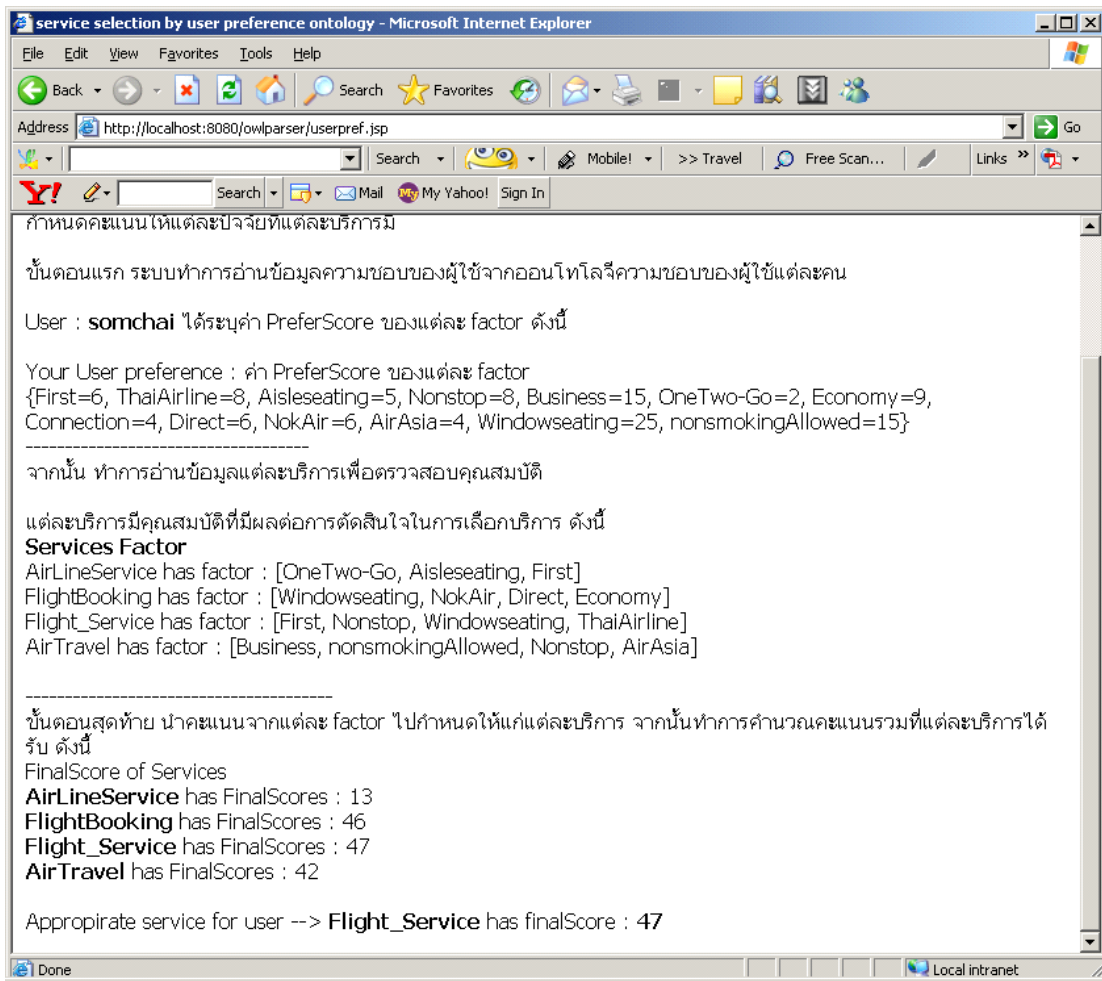 service selection by user preference ontology - Microsoft Internet Explorer
File Edit View Favorites Tools Help
Back Search Favorites
Address http://localhost:8080/owlparser/userpref.jsp Go
Search Mobile! >> Travel Free Scan... Links »
Y! Search Mail My Yahoo! Sign In
กำหนดคะแนนให้แต่ละปัจจัยที่แต่ละบริการมี
ขั้นตอนแรก ระบบทำการอ่านข้อมูลความชอบของผู้ใช้จากออนโทโลจีความชอบของผู้ใช้แต่ละคน
User : somchai ได้ระบุค่า PreferScore ของแต่ละ factor ดังนี้
Your User preference : ค่า PreferScore ของแต่ละ factor
{First=6, ThaiAirline=8, Aisleseating=5, Nonstop=8, Business=15, OneTwo-Go=2, Economy=9,
Connection=4, Direct=6, NokAir=6, AirAsia=4, Windowseating=25, nonsmokingAllowed=15}
------------------------------------
จากนั้น ทำการอ่านข้อมูลแต่ละบริการเพื่อตรวจสอบคุณสมบัติ
แต่ละบริการมีคุณสมบัติที่มีผลต่อการตัดสินใจในการเลือกบริการ ดังนี้
Services Factor
AirLineService has factor : [OneTwo-Go, Aisleseating, First]
FlightBooking has factor : [Windowseating, NokAir, Direct, Economy]
Flight_Service has factor : [First, Nonstop, Windowseating, ThaiAirline]
AirTravel has factor : [Business, nonsmokingAllowed, Nonstop, AirAsia]
---------------------------------------
ขั้นตอนสุดท้าย นำคะแนนจากแต่ละ factor ไปกำหนดให้แก่แต่ละบริการ จากนั้นทำการคำนวณคะแนนรวมที่แต่ละบริการได้
รับ ดังนี้
FinalScore of Services
AirLineService has FinalScores : 13
FlightBooking has FinalScores : 46
Flight_Service has FinalScores : 47
AirTravel has FinalScores : 42
Appropirate service for user --> Flight_Service has finalScore : 47
Done Local intranet